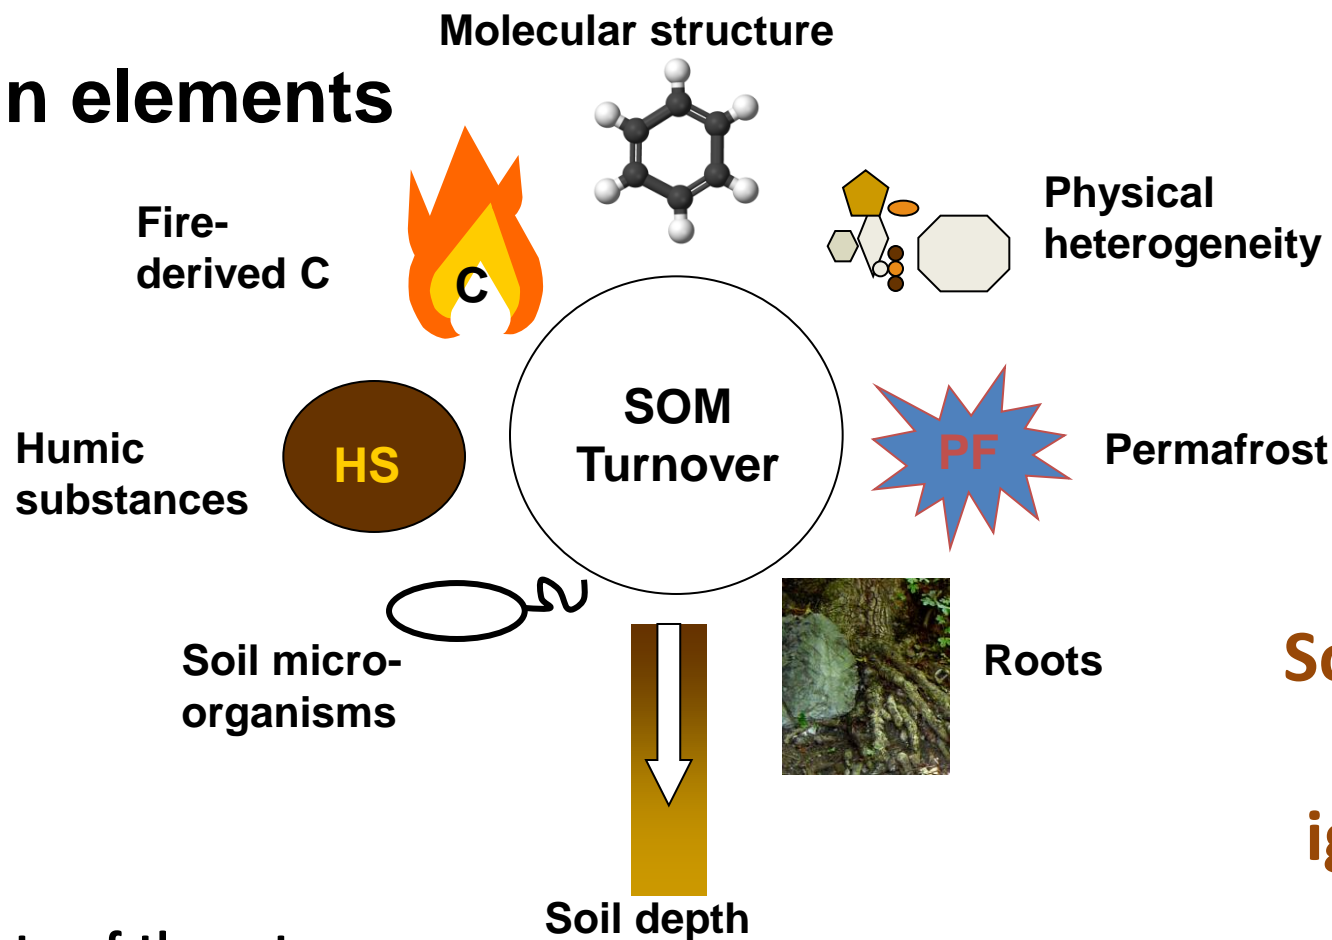 Molecular structure
n elements
Physical
heterogeneity
Fire-
derived C
C
SOM
Turnover
Humic
substances
HS
PF
Permafrost
Soil micro-
organisms
Roots
Soil depth